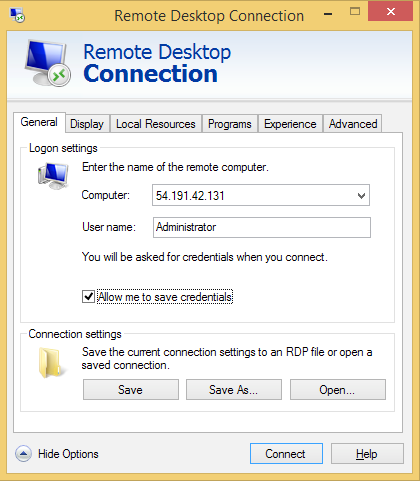 Remote Desktop Connection
Remote Desktop
Connection
General Display Local Resources Programs Experience Advanced
Logon settings
Enter the name of the remote computer.
Computer: 54.191.42.131
User name: Administrator
You will be asked for credentials when you connect.
Allow me to save credentials
Connection settings
Save the current connection settings to an RDP file or open a
saved connection.
Save Save As... Open...
Hide Options Connect Help